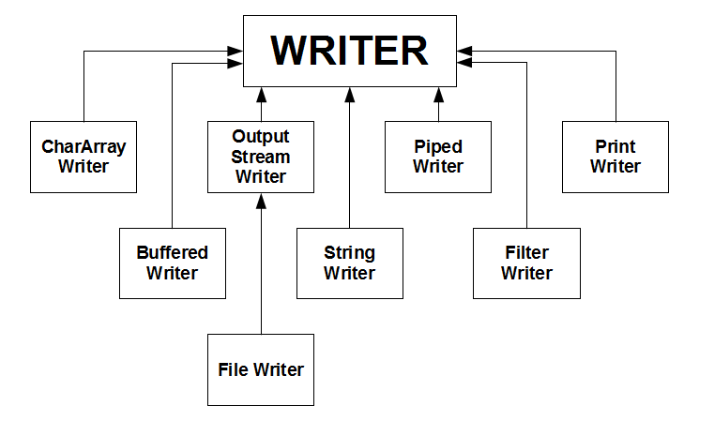 WRITER
CharArray
Writer
Output
Stream
Writer
Piped
Writer
Print
Writer
Buffered
Writer
String
Writer
Filter
Writer
File Writer